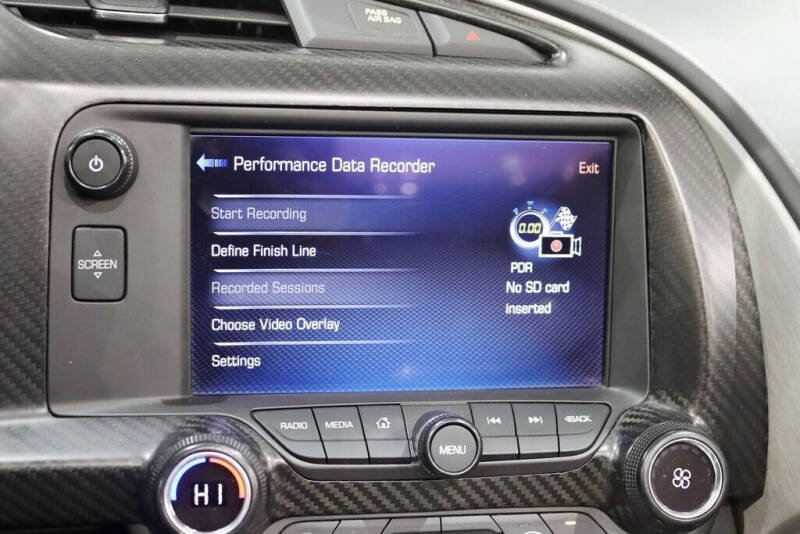 PASS
AIR BAG
Performance Data Recorder
Exit
Start Recording
0.00
Define Finish Line
SCREEN
PDR
Recorded Sessions
No SD card
inserted
Choose Video Overlay
Settings
RADIO
MEDIA
BACK
MENU
HI